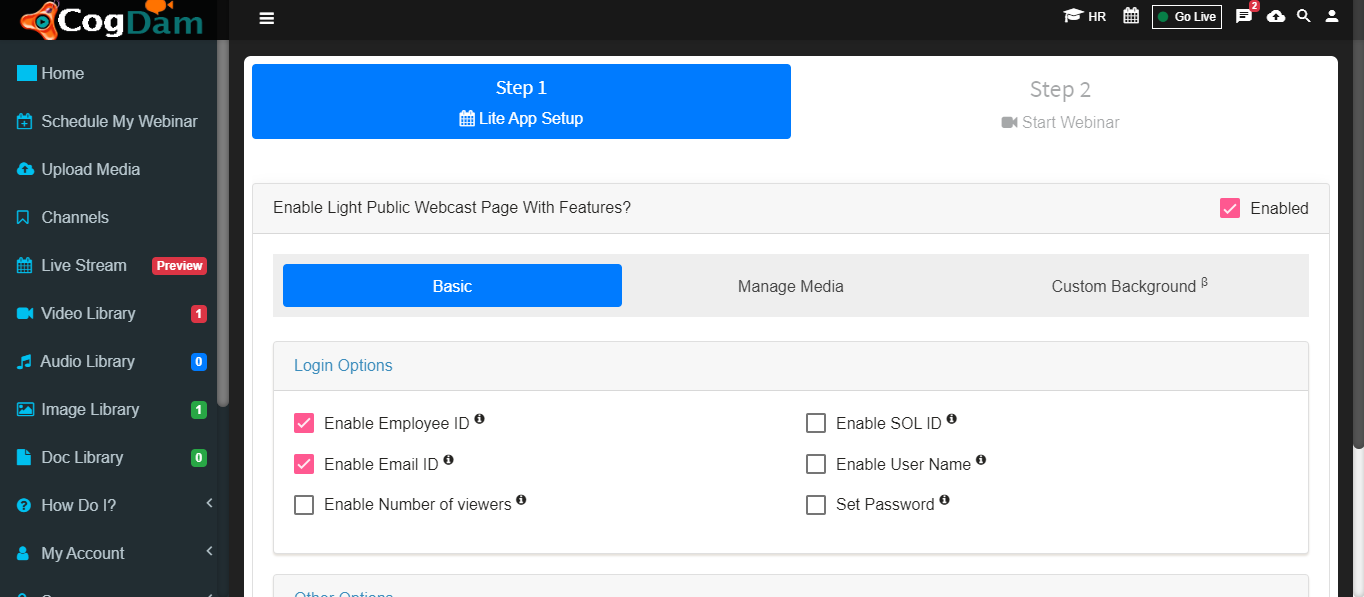 CogDam
HR
Go Live
2
Home
Schedule My Webinar
Upload Media
Channels
Live Stream Preview
Video Library 1
Audio Library 0
Image Library 1
Doc Library 0
How Do I?
My Account
Step 1
Lite App Setup
Step 2
Start Webinar
Enable Light Public Webcast Page With Features?
Enabled
Basic
Manage Media
Custom Background β
Login Options
Enable Employee ID
Enable SOL ID
Enable Email ID
Enable User Name
Enable Number of viewers
Set Password
Other Options